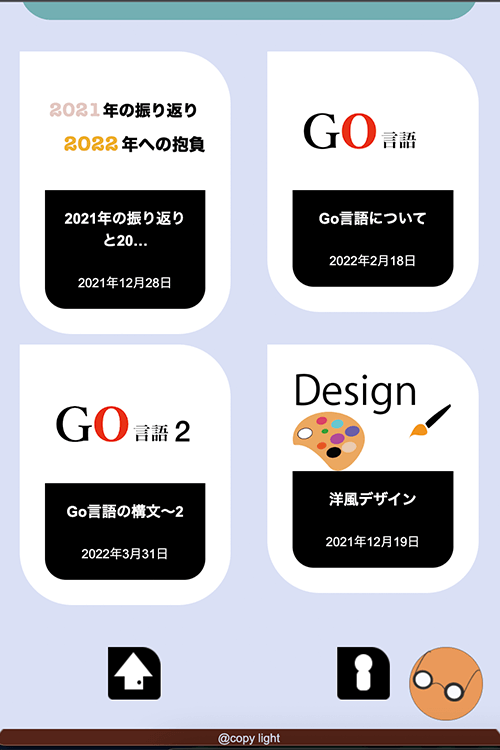 2021年の振り返り
2022年への抱負
2021年の振り返り
と20...
2021年12月28日
GO言語
Go言語について
2022年2月18日
GO言語 2
Go言語の構文〜2
2022年3月31日
Design
洋風デザイン
2021年12月19日
@copy light